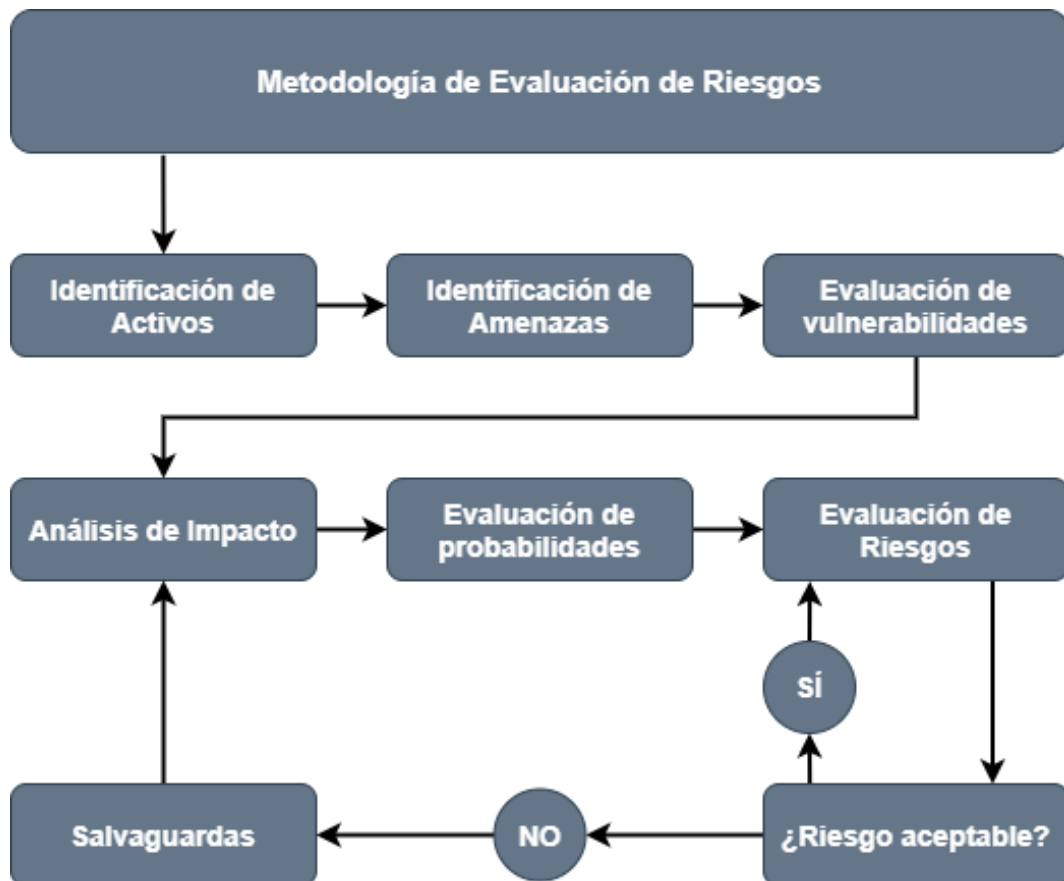 Metodología de Evaluación de Riesgos
Identificación de
Activos
Identificación de
Amenazas
Evaluación de
vulnerabilidades
Análisis de Impacto
Evaluación de
probabilidades
Evaluación de
Riesgos
SÍ
Salvaguardas
NO
¿Riesgo aceptable?